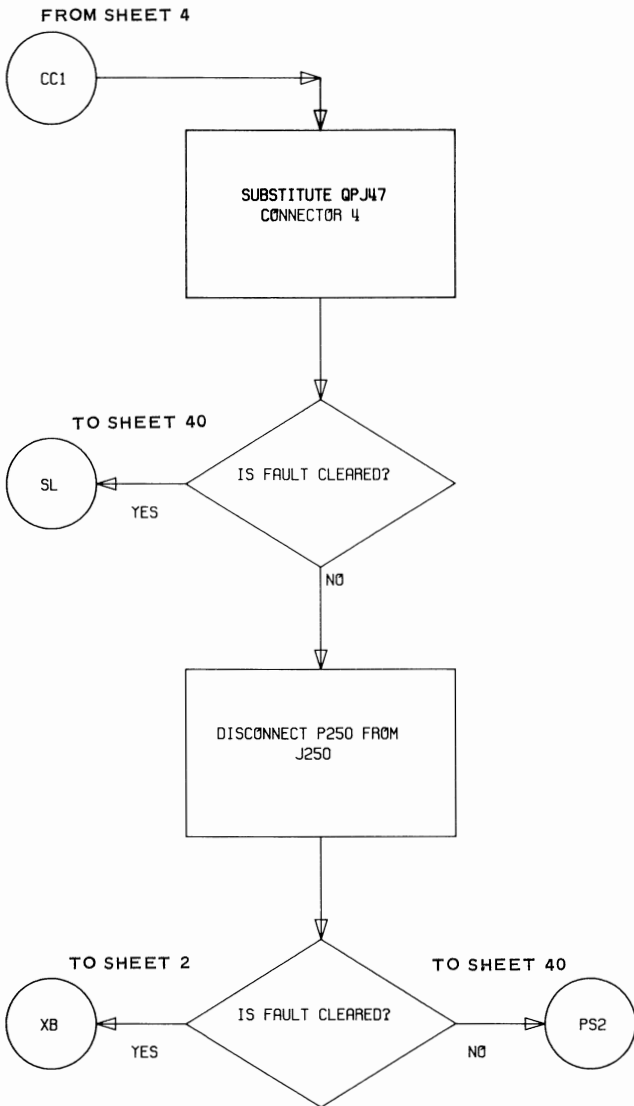 FROM SHEET 4
CC1
SUBSTITUTE QPJ47
CONNECTOR 4
TO SHEET 40
IS FAULT CLEARED?
SL
YES
NO
DISCONNECT P250 FROM
J250
TO SHEET 2
TO SHEET 40
IS FAULT CLEARED?
XB
PS2
YES
NO